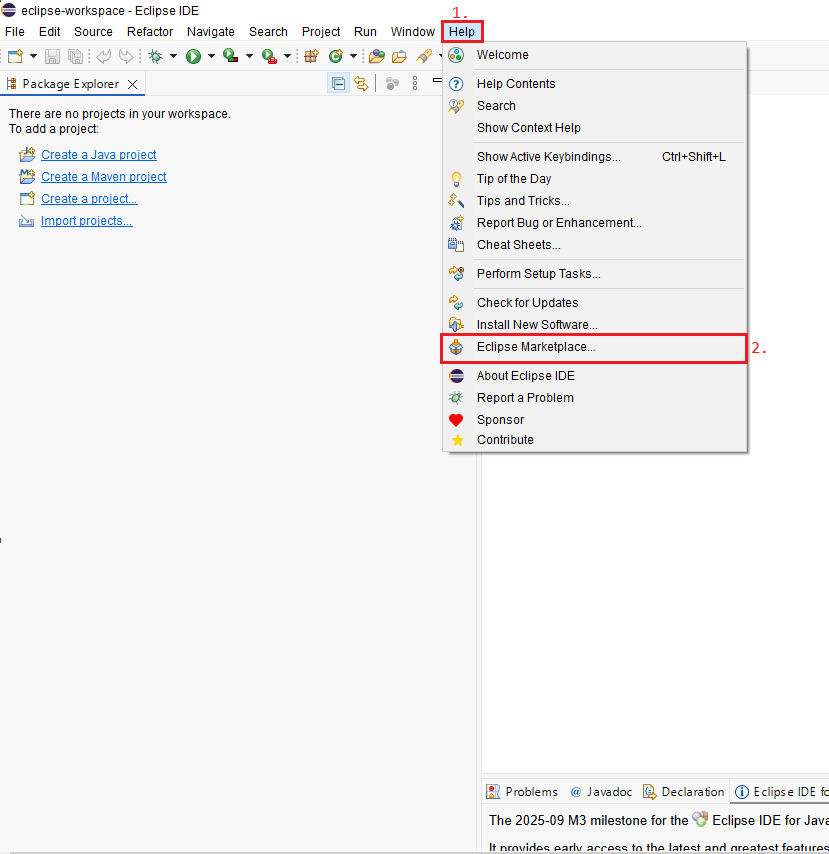 eclipse-workspace - Eclipse IDE
1.
File Edit Source Refactor Navigate Search Project Run Window Help
Package Explorer
There are no projects in your workspace.
To add a project:
Create a Java project
Create a Maven project
Create a project...
Import projects...
Welcome
Help Contents
Search
Show Context Help
Show Active Keybindings... Ctrl+Shift+L
Tip of the Day
Tips and Tricks...
Report Bug or Enhancement...
Cheat Sheets...
Perform Setup Tasks...
Check for Updates
Install New Software...
Eclipse Marketplace... 2.
About Eclipse IDE
Report a Problem
Sponsor
Contribute
Problems @ Javadoc Declaration Eclipse IDE fo
The 2025-09 M3 milestone for the Eclipse IDE for Java
It provides early access to the latest and greatest features